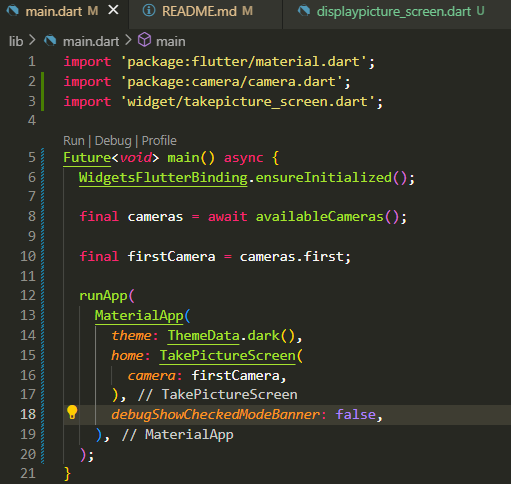 main.dart M × README.md M displaypicture_screen.dart U
lib > main.dart > main
1 import 'package:flutter/material.dart';
2 import 'package:camera/camera.dart';
3 import 'widget/takepicture_screen.dart';
4
Run | Debug | Profile
5 Future<void> main() async {
6 WidgetsFlutterBinding.ensureInitialized();
7
8 final cameras = await availableCameras();
9
10 final firstCamera = cameras.first;
11
12 runApp(
13 MaterialApp(
14 theme: ThemeData.dark(),
15 home: TakePictureScreen(
16 camera: firstCamera,
17 ), // TakePictureScreen
18 debugShowCheckedModeBanner: false,
19 ), // MaterialApp
20 );
21 }